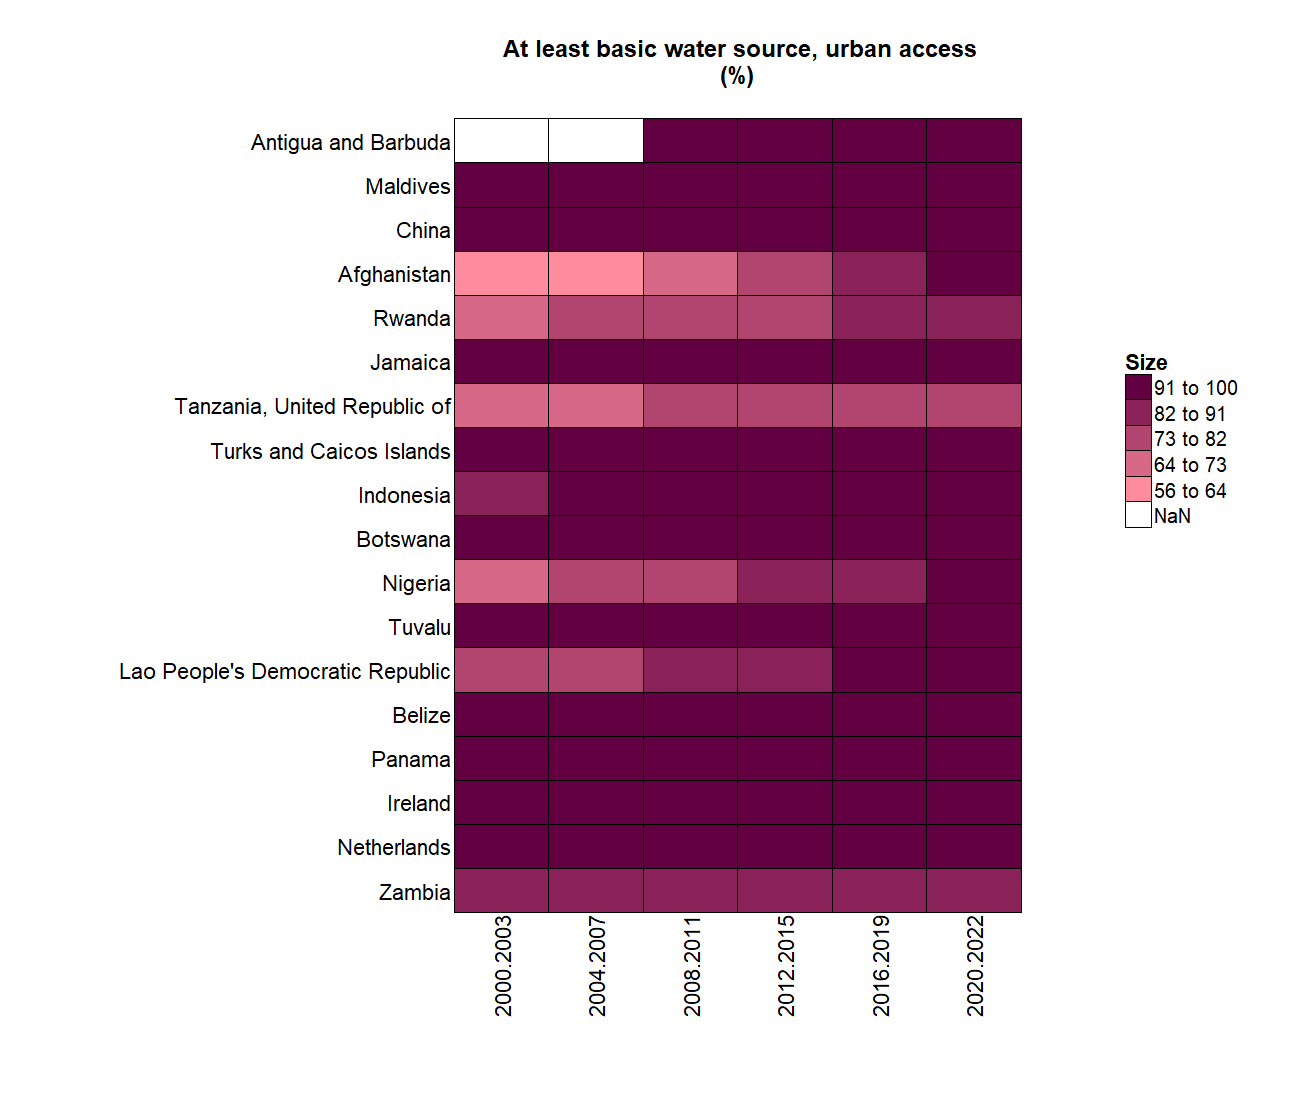 At least basic water source, urban access
(%)
Antigua and Barbuda
Maldives
China
Afghanistan
Rwanda
Jamaica
Tanzania, United Republic of
Turks and Caicos Islands
Indonesia
Botswana
Nigeria
Tuvalu
Lao People's Democratic Republic
Belize
Panama
Ireland
Netherlands
Zambia
2000.2003
2004.2007
2008.2011
2012.2015
2016.2019
2020.2022
Size
91 to 100
82 to 91
73 to 82
64 to 73
56 to 64
NaN